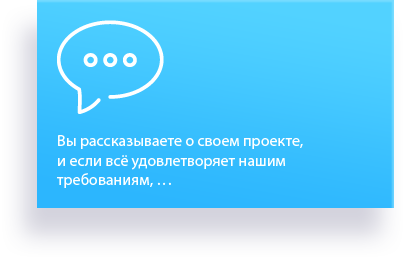 Вы рассказываете о своем проекте,
и если всё удовлетворяет нашим
требованиям, ...